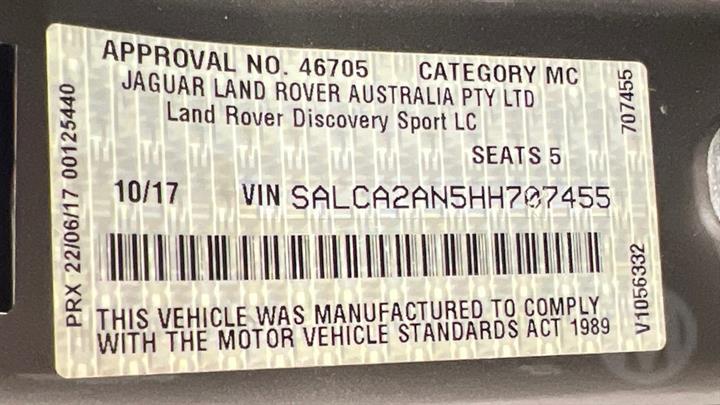 APPROVAL NO. 46705 CATEGORY MC
JAGUAR LAND ROVER AUSTRALIA PTY LTD
Land Rover Discovery Sport LC
SEATS 5
10/17 VIN SALCA2AN5HH707455
THIS VEHICLE WAS MANUFACTURED TO COMPLY
WITH THE MOTOR VEHICLE STANDARDS ACT 1989
PRX 22/06/17 00125440
707455
V1056332